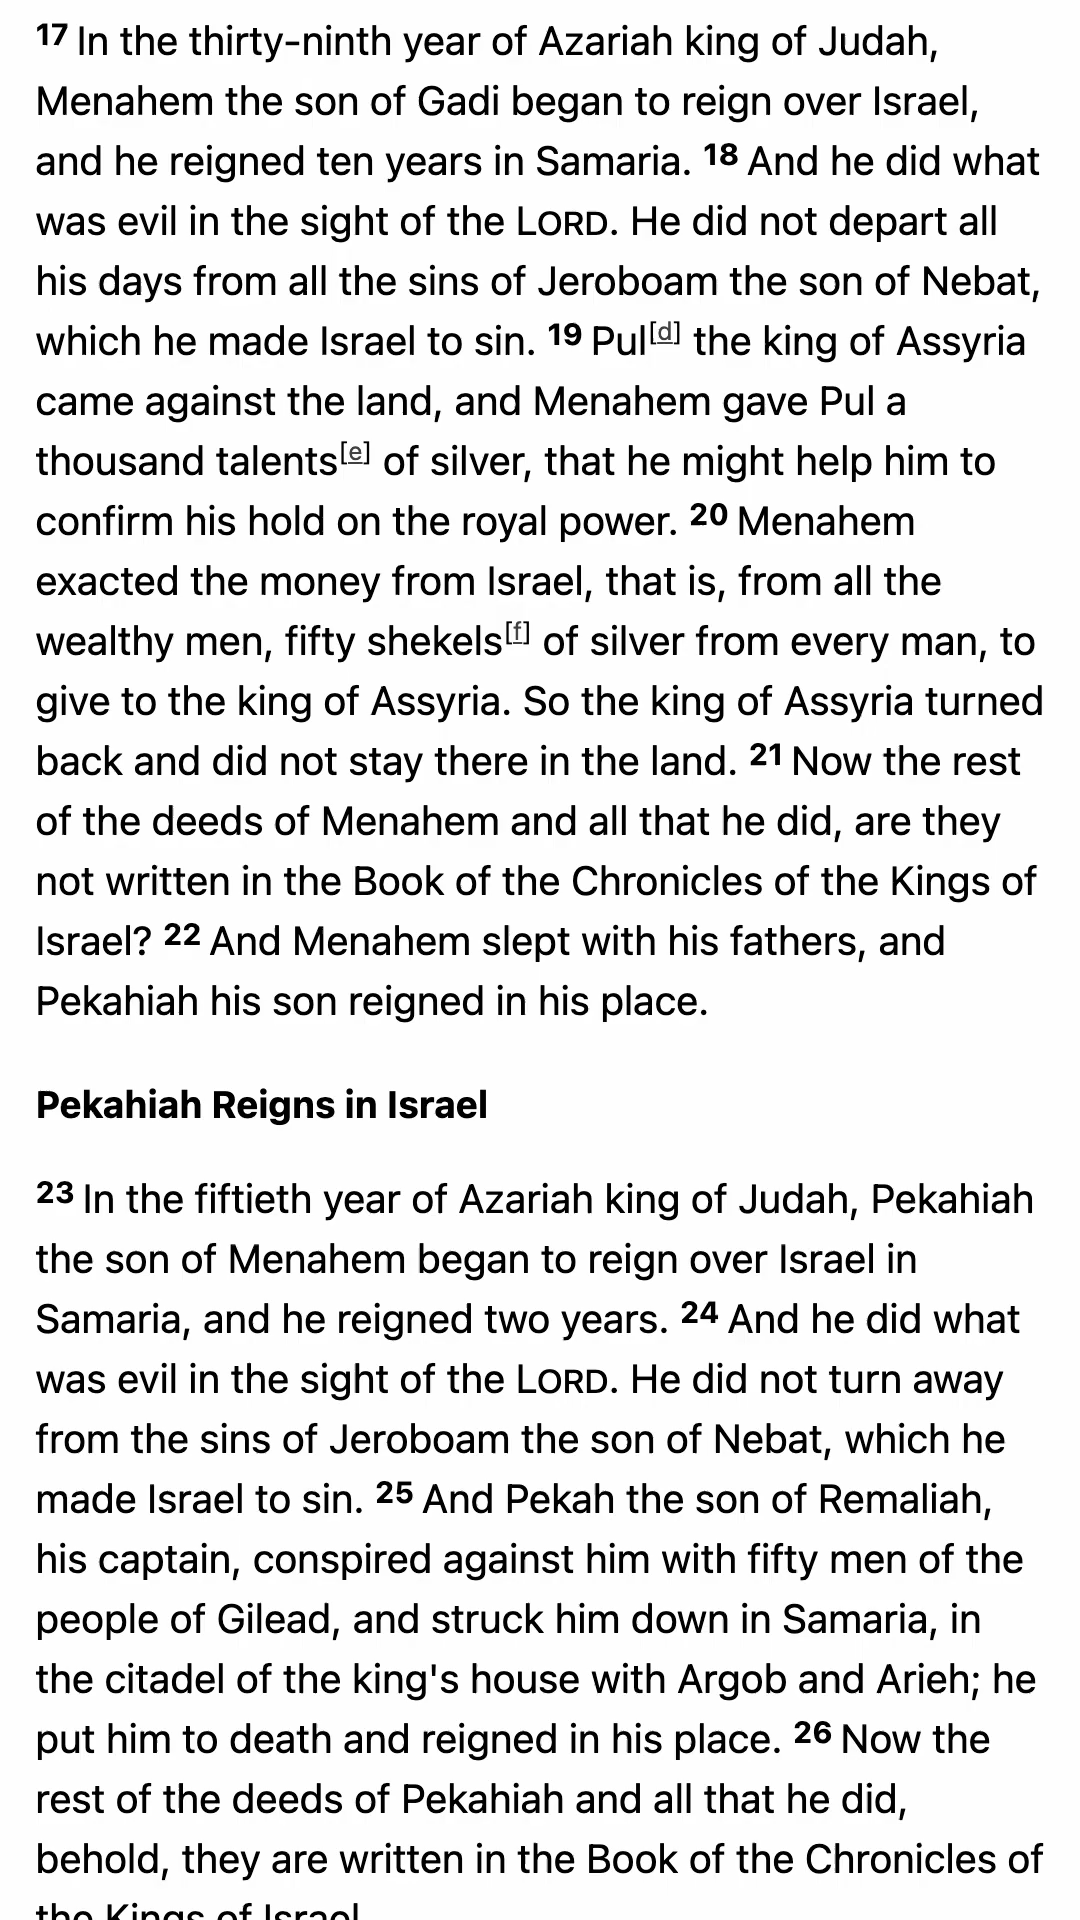 17 In the thirty-ninth year of Azariah king of Judah,
Menahem the son of Gadi began to reign over Israel,
and he reigned ten years in Samaria. 18 And he did what
was evil in the sight of the LORD. He did not depart all
his days from all the sins of Jeroboam the son of Nebat,
which he made Israel to sin. 19 Pul[d] the king of Assyria
came against the land, and Menahem gave Pul a
thousand talents[e] of silver, that he might help him to
confirm his hold on the royal power. 20 Menahem
exacted the money from Israel, that is, from all the
wealthy men, fifty shekels[f] of silver from every man, to
give to the king of Assyria. So the king of Assyria turned
back and did not stay there in the land. 21 Now the rest
of the deeds of Menahem and all that he did, are they
not written in the Book of the Chronicles of the Kings of
Israel? 22 And Menahem slept with his fathers, and
Pekahiah his son reigned in his place.
Pekahiah Reigns in Israel
23 In the fiftieth year of Azariah king of Judah, Pekahiah
the son of Menahem began to reign over Israel in
Samaria, and he reigned two years. 24 And he did what
was evil in the sight of the LORD. He did not turn away
from the sins of Jeroboam the son of Nebat, which he
made Israel to sin. 25 And Pekah the son of Remaliah,
his captain, conspired against him with fifty men of the
people of Gilead, and struck him down in Samaria, in
the citadel of the king's house with Argob and Arieh; he
put him to death and reigned in his place. 26 Now the
rest of the deeds of Pekahiah and all that he did,
behold, they are written in the Book of the Chronicles of
the Kings of Israel